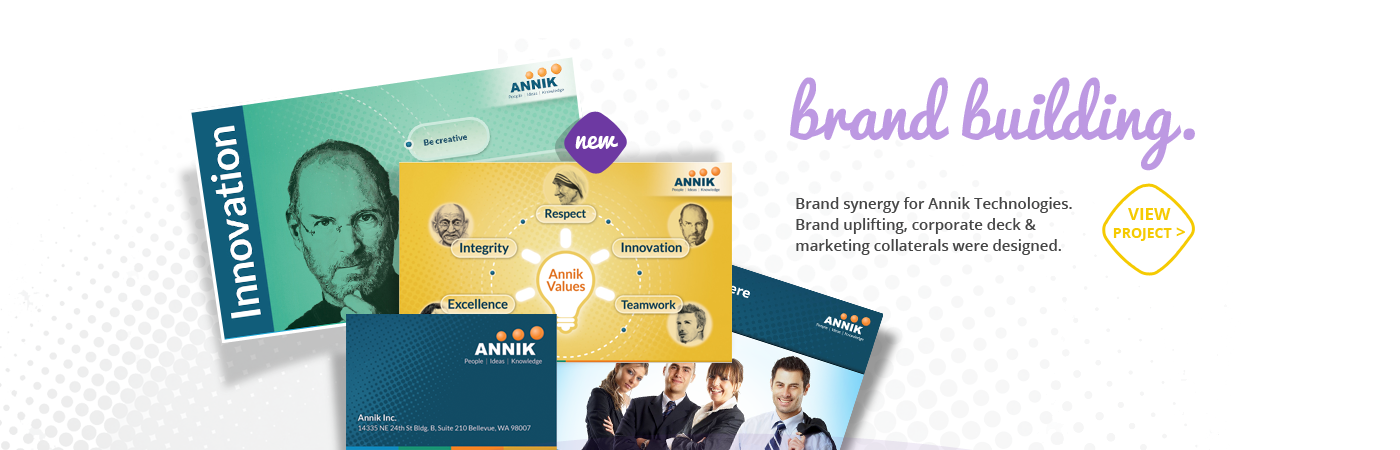 ANNIK
People | Ideas | Knowledge
Innovation
Be creative
new
ANNIK
People | Ideas | Knowledge
Respect
Integrity
Innovation
Annik
Values
Excellence
Teamwork
ere
ANNIK
People | Ideas | Knowledge
ANNIK
People | Ideas | Knowledge
Annik Inc.
14335 NE 24th St Bldg. B, Suite 210 Bellevue, WA 98007
brand building.
Brand synergy for Annik Technologies.
Brand uplifting, corporate deck &
marketing collaterals were designed.
VIEW
PROJECT >